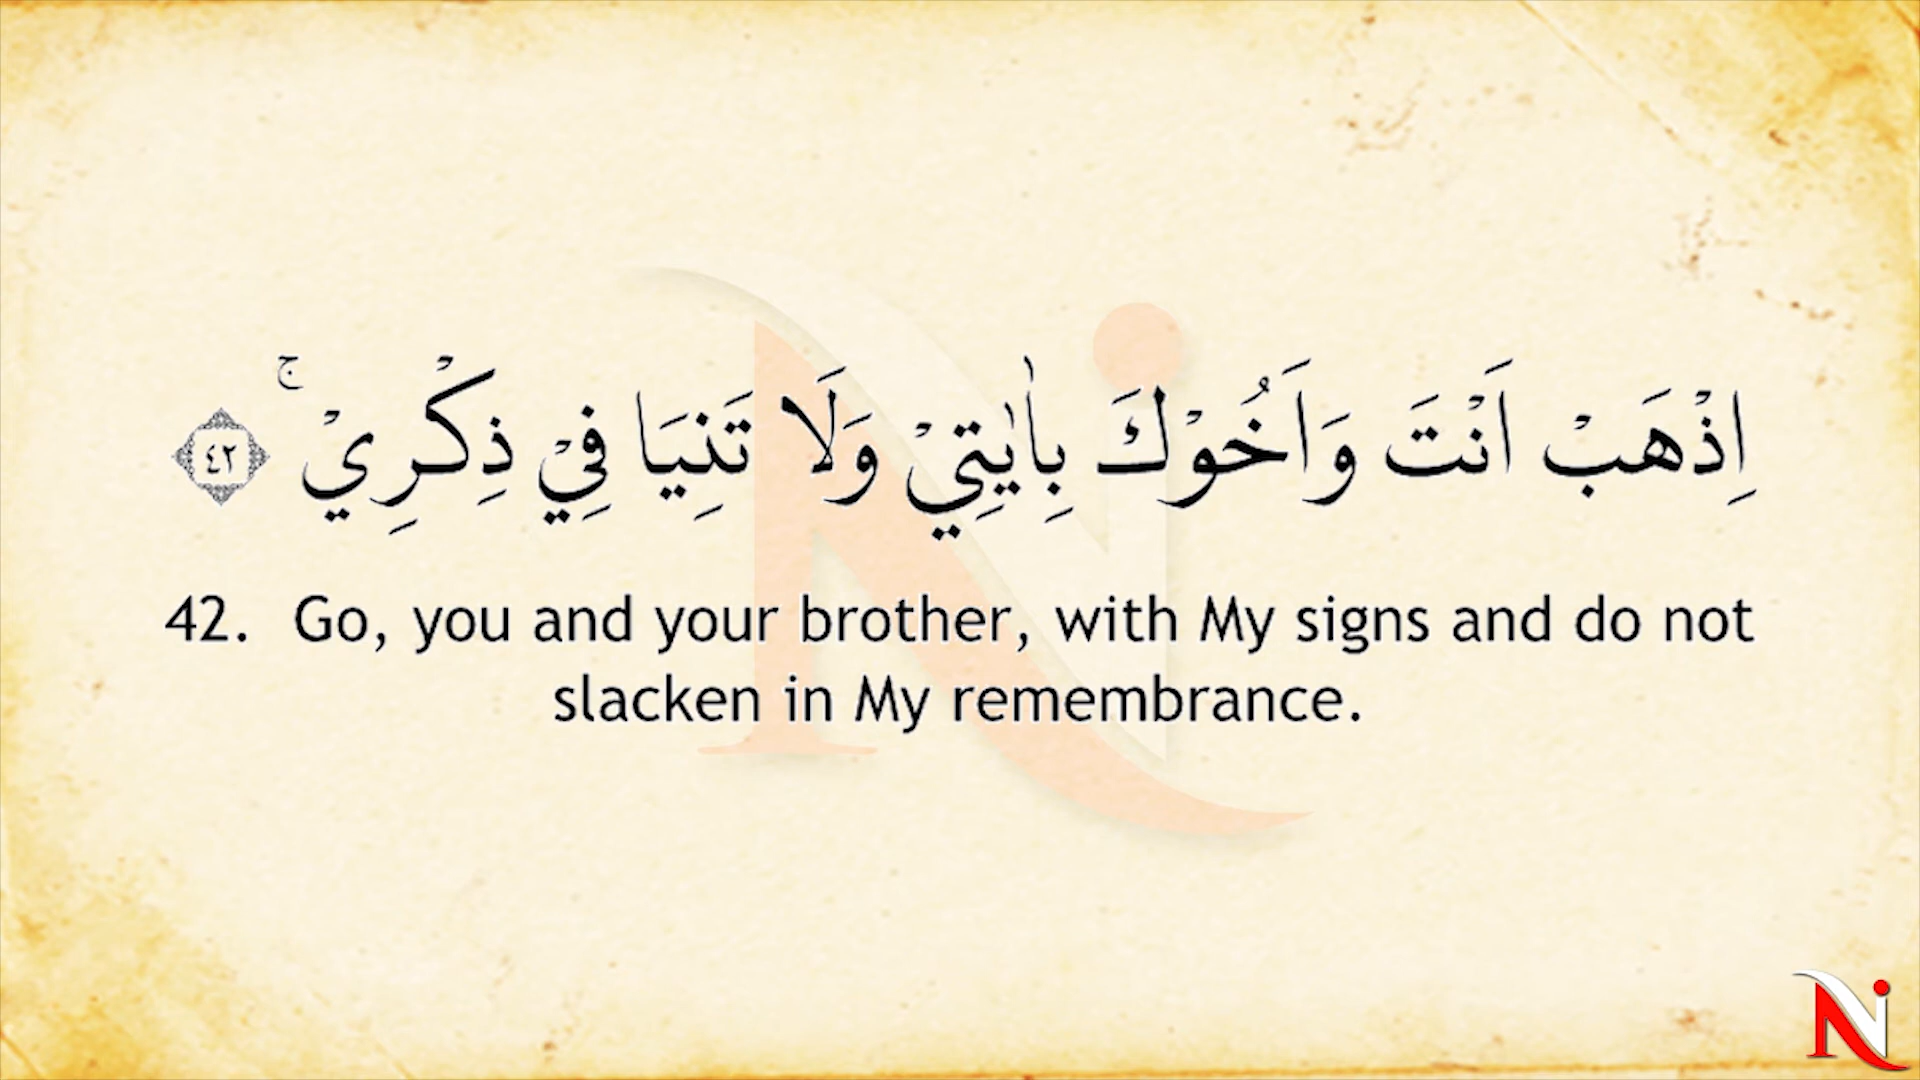 اِذْهَبْ اَنْتَ وَاَخُوْكَ بِاٰيٰتِيْ وَلَا تَنِيَا فِيْ ذِكْرِيْ ۚ ٤٢
42. Go, you and your brother, with My signs and do not
slacken in My remembrance.